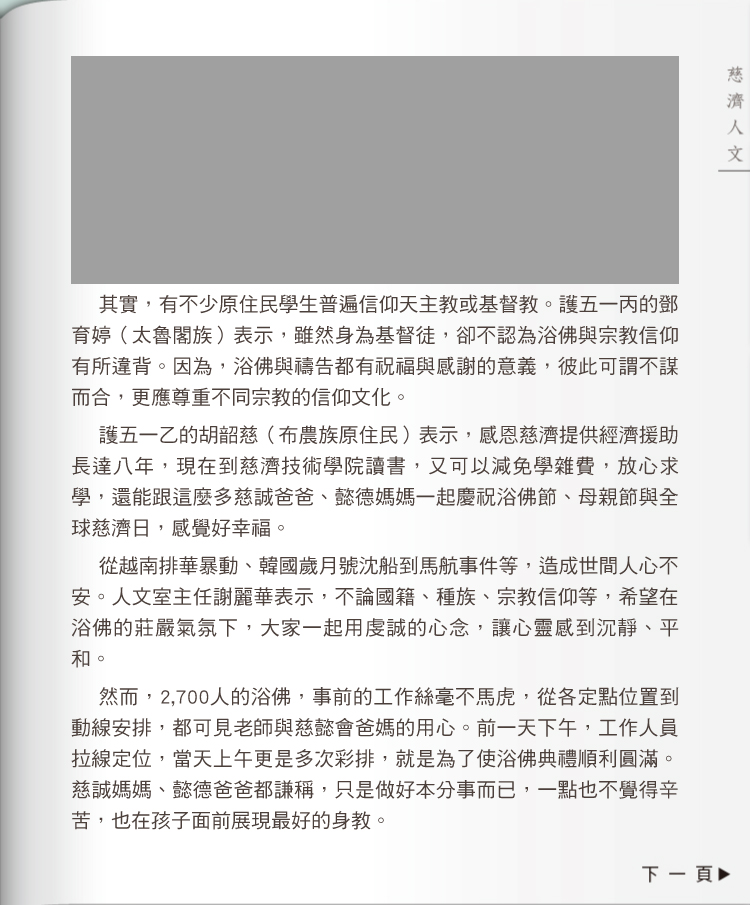 慈濟人文
其實，有不少原住民學生普遍信仰天主教或基督教。護五一丙的鄧
育婷（太魯閣族）表示，雖然身為基督徒，卻不認為浴佛與宗教信仰
有所違背。因為，浴佛與禱告都有祝福與感謝的意義，彼此可謂不謀
而合，更應尊重不同宗教的信仰文化。
護五一乙的胡韶慈（布農族原住民）表示，感恩慈濟提供經濟援助
長達八年，現在到慈濟技術學院讀書，又可以減免學雜費，放心求
學，還能跟這麼多慈誠爸爸、懿德媽媽一起慶祝浴佛節、母親節與全
球慈濟日，感覺好幸福。
從越南排華暴動、韓國歲月號沈船到馬航事件等，造成世間人心不
安。人文室主任謝麗華表示，不論國籍、種族、宗教信仰等，希望在
浴佛的莊嚴氣氛下，大家一起用虔誠的心念，讓心靈感到沉靜、平
和。
然而，2,700人的浴佛，事前的工作絲毫不馬虎，從各定點位置到
動線安排，都可見老師與慈懿會爸媽的用心。前一天下午，工作人員
拉線定位，當天上午更是多次彩排，就是為了使浴佛典禮順利圓滿。
慈誠媽媽、懿德爸爸都謙稱，只是做好本分事而已，一點也不覺得辛
苦，也在孩子面前展現最好的身教。
下一頁▶